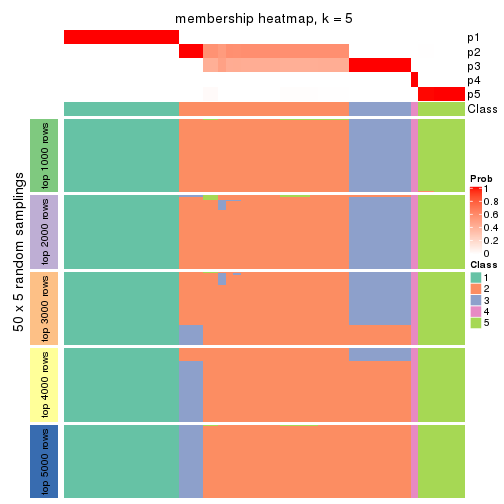 membership heatmap, k = 5
p1
p2
p3
p4
p5
Class
50 x 5 random samplings
top 1000 rows
top 2000 rows
top 3000 rows
top 4000 rows
top 5000 rows
Prob
1
0.8
0.6
0.4
0.2
0
Class
1
2
3
4
5